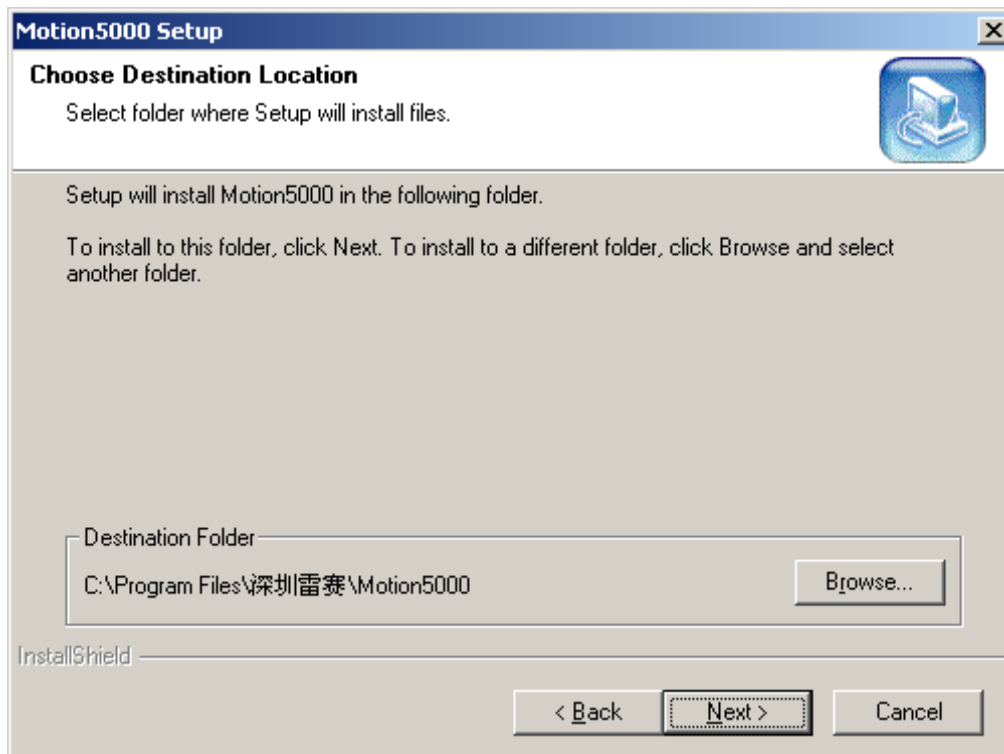 Motion5000 Setup
Choose Destination Location
Select folder where Setup will install files.
Setup will install Motion5000 in the following folder.
To install to this folder, click Next. To install to a different folder, click Browse and select
another folder.
Destination Folder
C:\Program Files\深圳雷赛\Motion5000
Browse...
InstallShield
< Back
Next >
Cancel